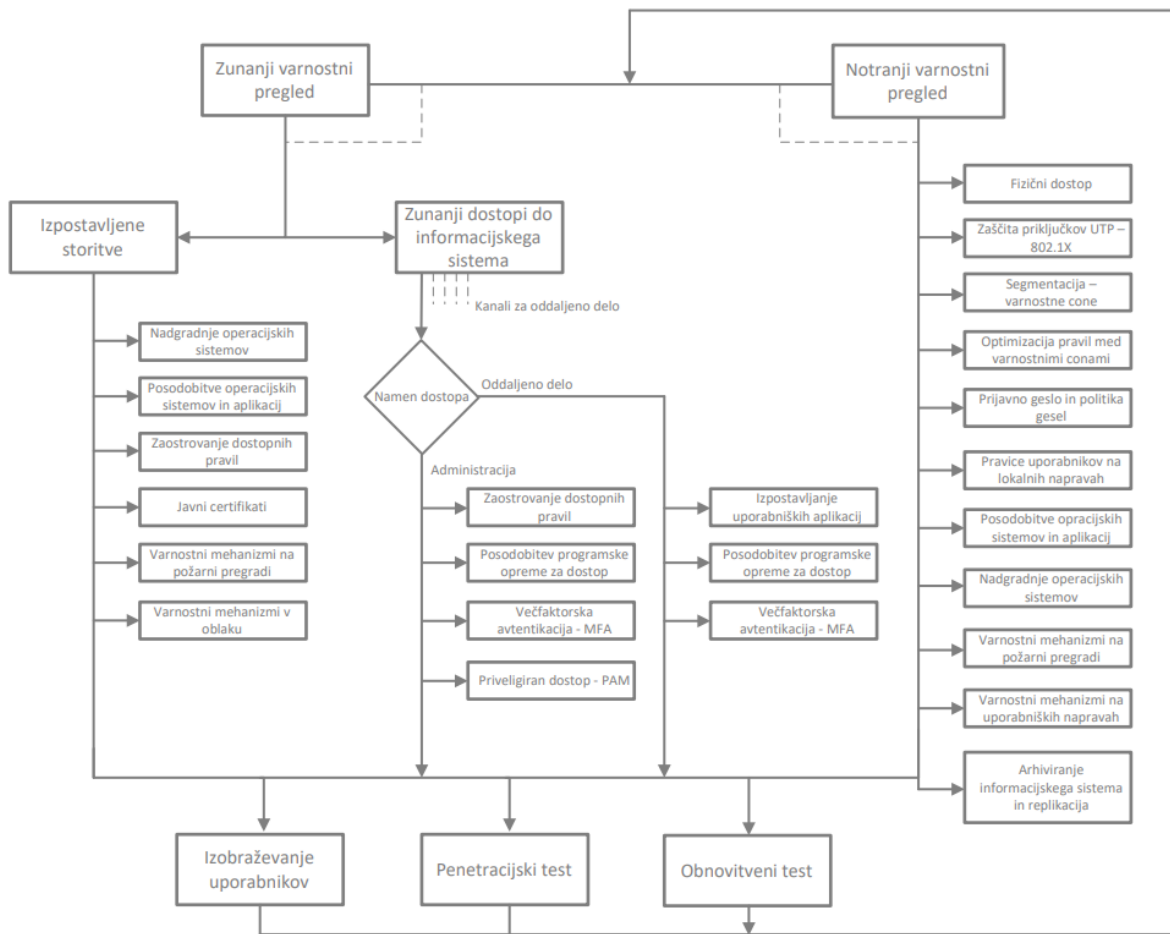 Zunanji varnostni
pregled
Notranji varnostni
pregled
Izpostavljene
storitve
Zunanji dostopi do
informacijskega
sistema
Kanali za oddaljeno delo
Nadgradnje operacijskih
sistemov
Posodobitve operacijskih
sistemov in aplikacij
Zaostrovanje dostopnih
pravil
Javni certifikati
Varnostni mehanizmi na
požarni pregradi
Varnostni mehanizmi v
oblaku
Namen dostopa
Oddaljeno delo
Administracija
Zaostrovanje dostopnih
pravil
Posodobitev programske
opreme za dostop
Večfaktorska
avtentikacija - MFA
Priveligiran dostop - PAM
Izpostavljanje
uporabniških aplikacij
Posodobitev programske
opreme za dostop
Večfaktorska
avtentikacija - MFA
Fizični dostop
Zaščita priključkov UTP –
802.1X
Segmentacija –
varnostne cone
Optimizacija pravil med
varnostnimi conami
Prijavno geslo in politika
gesel
Pravice uporabnikov na
lokalnih napravah
Posodobitve opracijskih
sistemov in aplikacij
Nadgradnje operacijskih
sistemov
Varnostni mehanizmi na
požarni pregradi
Varnostni mehanizmi na
uporabniških napravah
Arhiviranje
informacijskega sistema
in replikacija
Izobraževanje
uporabnikov
Penetracijski test
Obnovitveni test